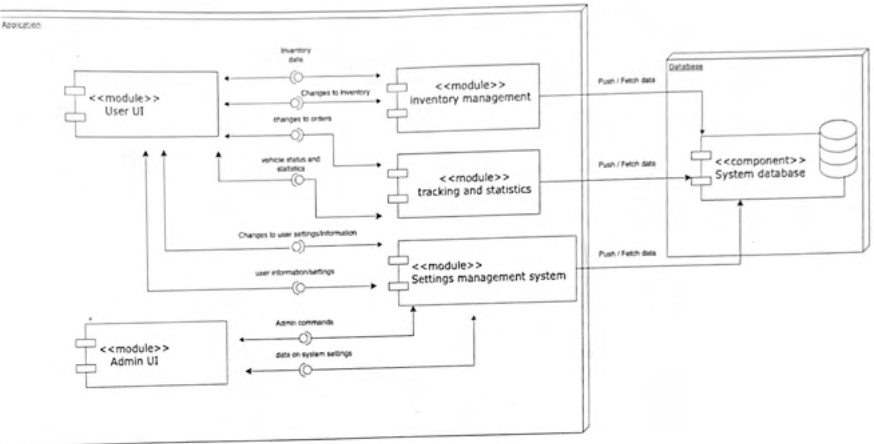 Application
Inventory
data
<<module>>
User UI
Changes to Inventory
changes to orders
vehicle status and
statistics
<<module>>
inventory management
Push / Fetch data
Database
<<component>>
System database
<<module>>
tracking and statistics
Push / Fetch data
Changes to user settings/information
<<module>>
Settings management system
Push / Fetch data
user information/settings
*
<<module>>
Admin UI
Admin commands
data on system settings